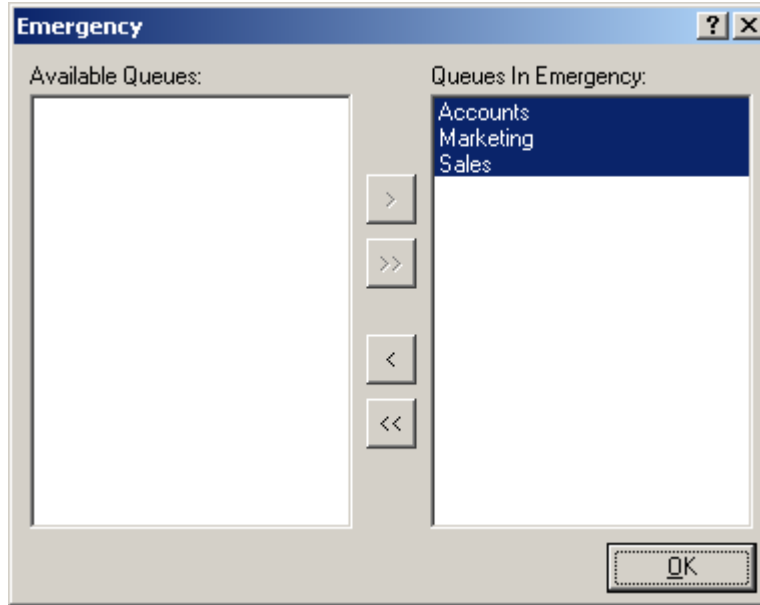 Emergency
Available Queues:
Queues In Emergency:
Accounts
Marketing
Sales
>
>>
<
<<
OK